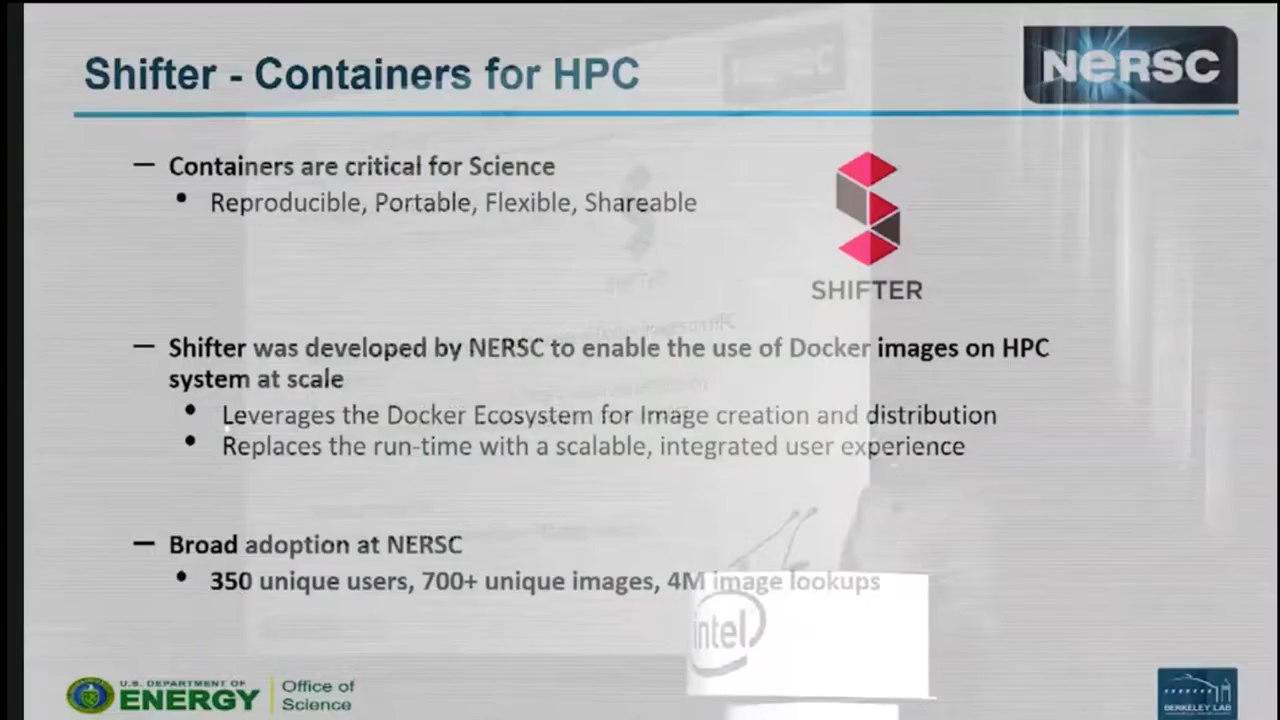 Shifter - Containers for HPC
NERSC
— Containers are critical for Science
• Reproducible, Portable, Flexible, Shareable
SHIFTER
— Shifter was developed by NERSC to enable the use of Docker images on HPC
system at scale
• Leverages the Docker Ecosystem for Image creation and distribution
• Replaces the run-time with a scalable, integrated user experience
— Broad adoption at NERSC
• 350 unique users, 700+ unique images, 4M image lookups
intel
U.S. DEPARTMENT OF
ENERGY
Office of
Science
BERKELEY LAB